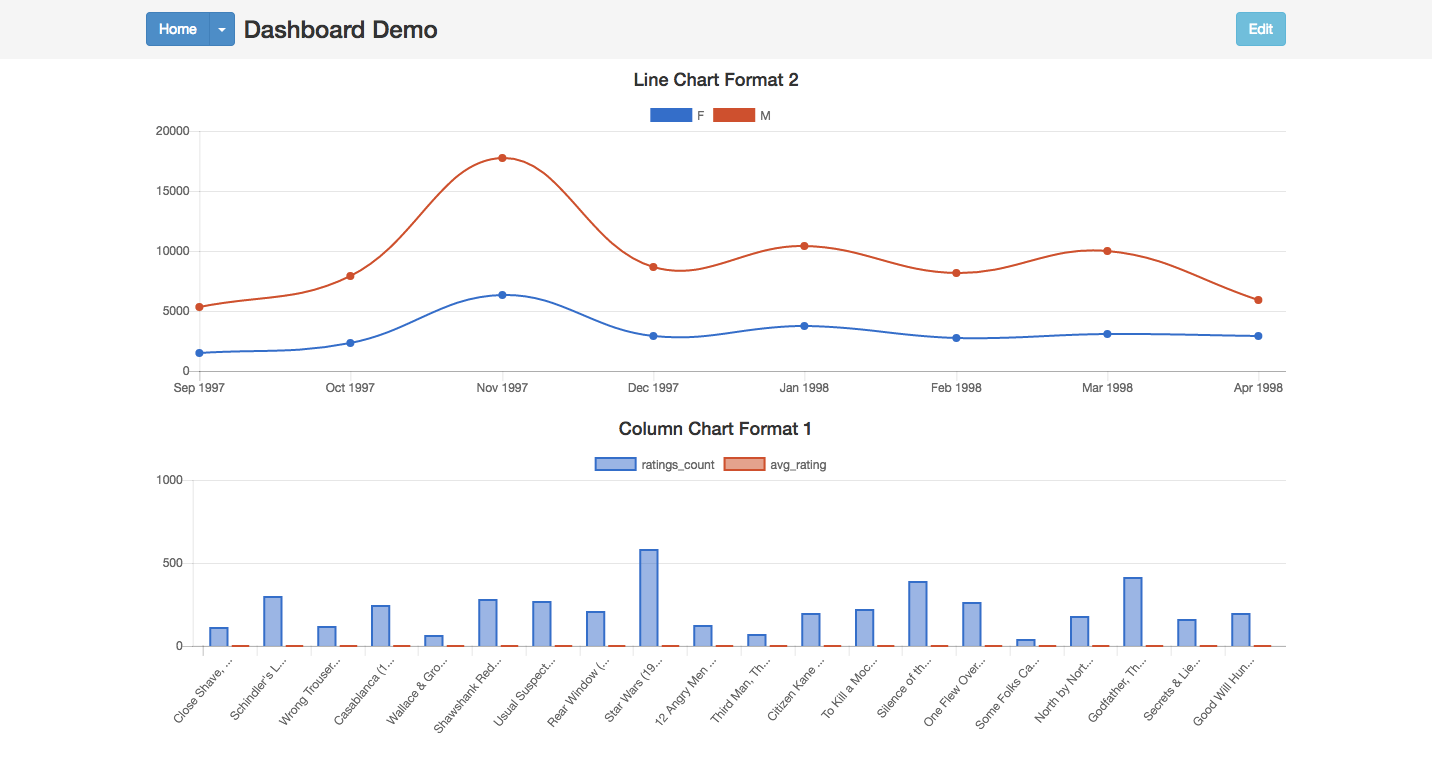 Home Dashboard Demo Edit
Line Chart Format 2
F M
20000
15000
10000
5000
0
Sep 1997 Oct 1997 Nov 1997 Dec 1997 Jan 1998 Feb 1998 Mar 1998 Apr 1998
Column Chart Format 1
ratings_count avg_rating
1000
500
0
Close Shave, ...
Schindler's L...
Wrong Trouser...
Casablanca (1...
Wallace & Gro...
Shawshank Red...
Usual Suspect...
Rear Window (...
Star Wars (19...
12 Angry Men ...
Third Man, Th...
Citizen Kane ...
To Kill a Moc...
Silence of th...
One Flew Over...
Some Folks Ca...
North by Nort...
Godfather, Th...
Secrets & Lie...
Good Will Hun...